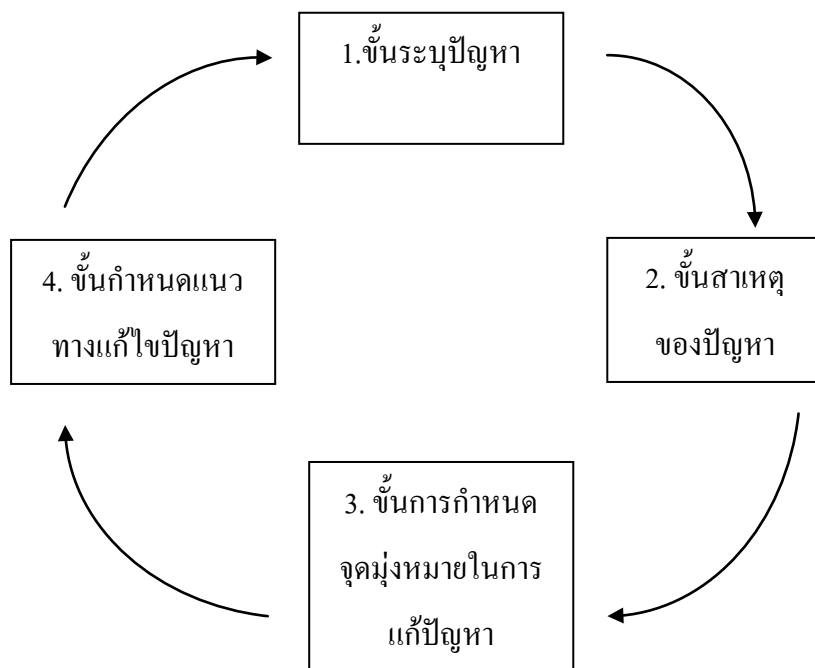 1.ขั้นระบุปัญหา
2. ขั้นสาเหตุ
ของปัญหา
3. ขั้นการกำหนด
จุดมุ่งหมายในการ
แก้ปัญหา
4. ขั้นกำหนดแนว
ทางแก้ไขปัญหา